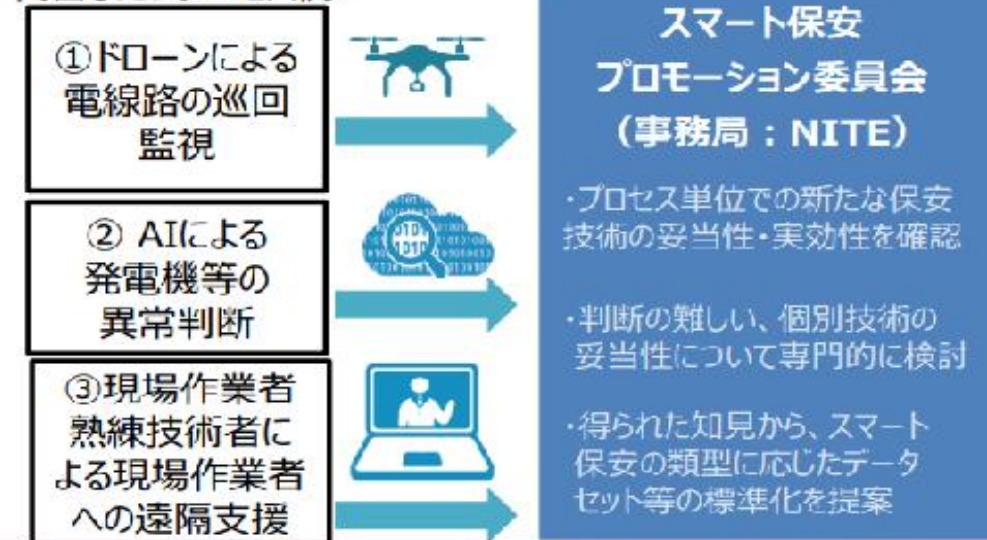 ①ドローンによる
電線路の巡回
監視
② AIによる
発電機等の
異常判断
③現場作業者
熟練技術者に
よる現場作業者
への遠隔支援
スマート保安
プロモーション委員会
（事務局：NITE）
・プロセス単位での新たな保安
技術の妥当性・実効性を確認
・判断の難しい、個別技術の
妥当性について専門的に検討
・得られた知見から、スマート
保安の類型に応じたデータ
セット等の標準化を提案